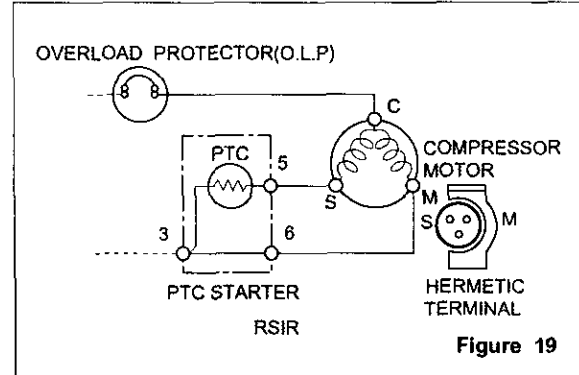 OVERLOAD PROTECTOR(O.L.P)
C
PTC
5
COMPRESSOR
MOTOR
S
M
S
M
3
6
HERMETIC
TERMINAL
PTC STARTER
RSIR
Figure 19